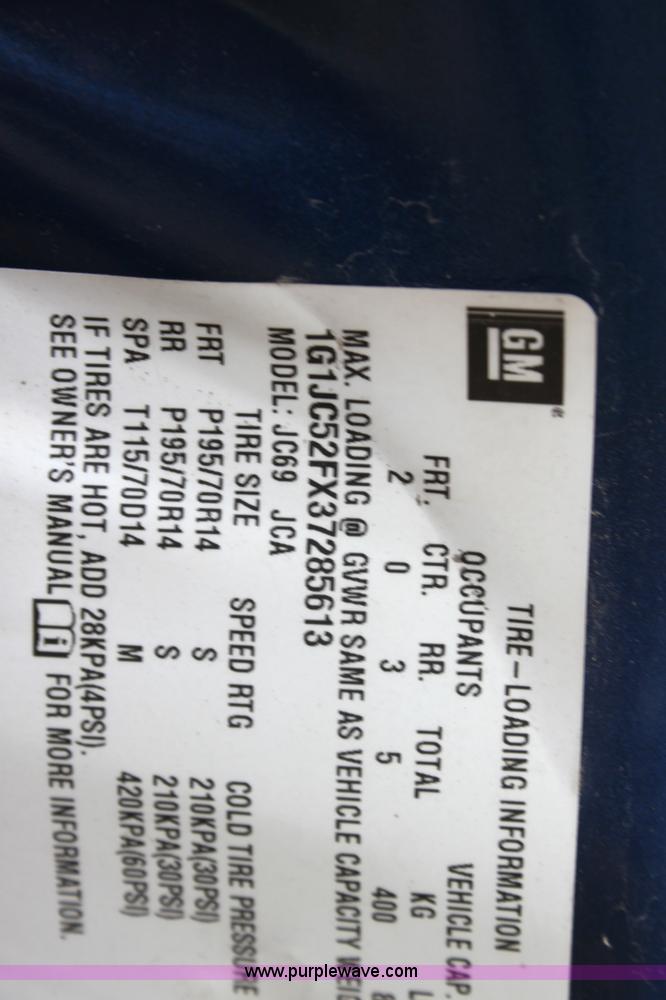 GM
TIRE-LOADING INFORMATION
OCCUPANTS VEHICLE CAP.
FRT. CTR. RR. TOTAL KG
2 0 3 5 400
MAX. LOADING @ GVWR SAME AS VEHICLE CAPACITY
1G1JC52FX37285613
MODEL: JC69 JCA
TIRE SIZE SPEED RTG COLD TIRE PRESSURE
FRT P195/70R14 S 210KPA(30PSI)
RR P195/70R14 S 210KPA(30PSI)
SPA T115/70D14 M 420KPA(60PSI)
IF TIRES ARE HOT, ADD 28KPA(4PSI).
SEE OWNER'S MANUAL i FOR MORE INFORMATION.
www.purplewave.com